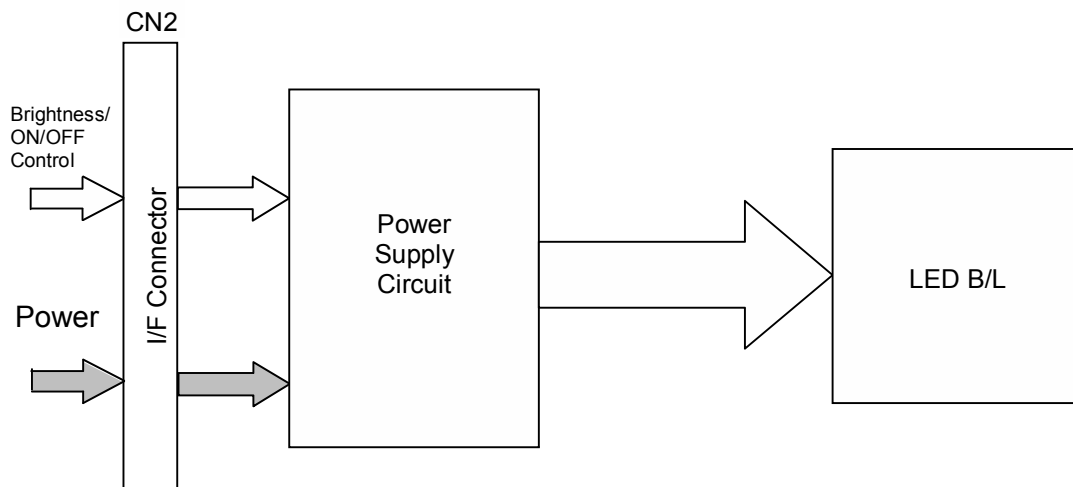 CN2
Brightness/
ON/OFF
Control
Power
I/F Connector
Power
Supply
Circuit
LED B/L